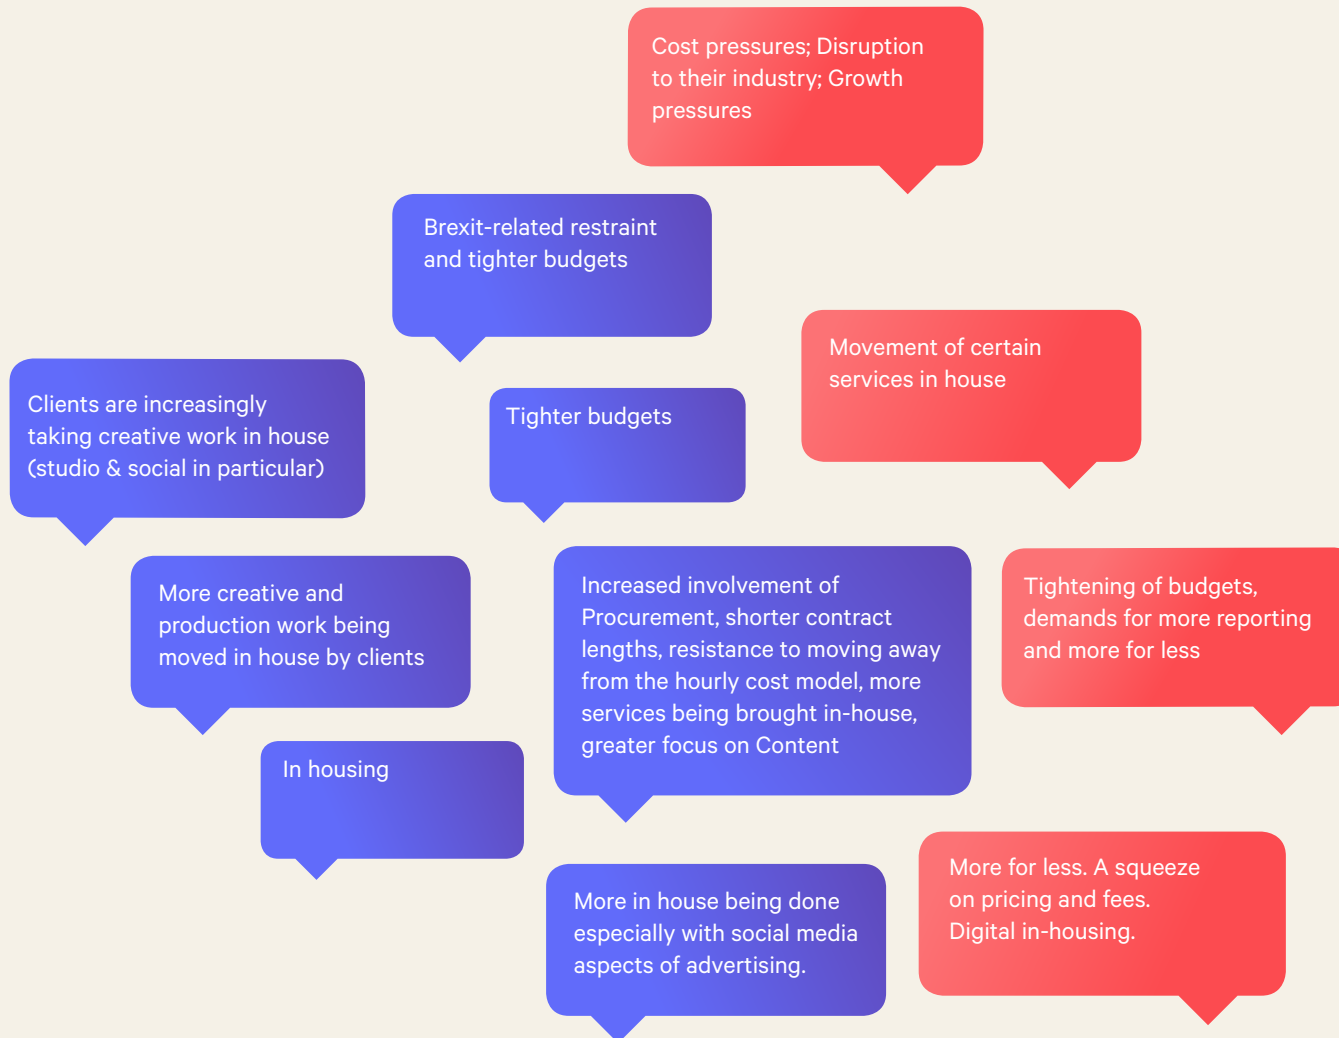 Cost pressures; Disruption
to their industry; Growth
pressures
Brexit-related restraint
and tighter budgets
Movement of certain
services in house
Clients are increasingly
taking creative work in house
(studio & social in particular)
Tighter budgets
Increased involvement of
Procurement, shorter contract
lengths, resistance to moving away
from the hourly cost model, more
services being brought in-house,
greater focus on Content
Tightening of budgets,
demands for more reporting
and more for less
More creative and
production work being
moved in house by clients
In housing
More for less. A squeeze
on pricing and fees.
Digital in-housing.
More in house being done
especially with social media
aspects of advertising.